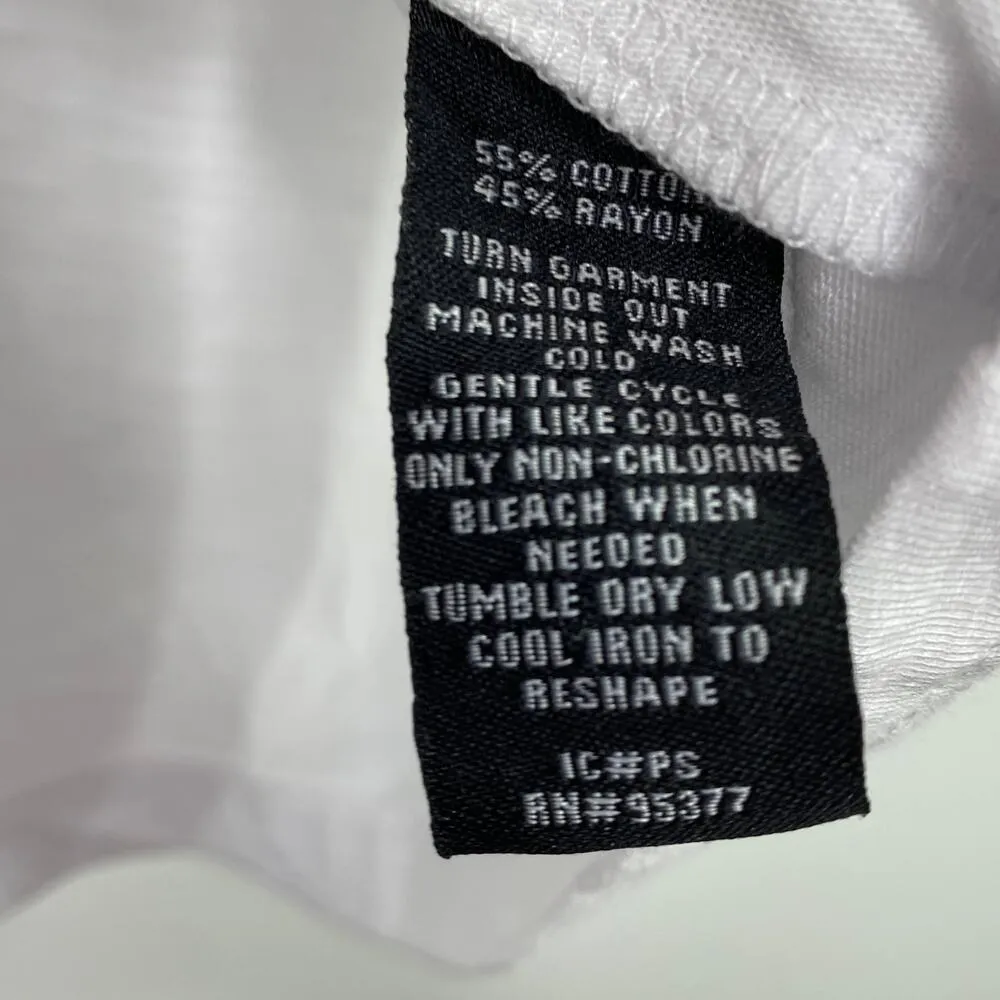 55% COTTON
45% RAYON
TURN GARMENT
INSIDE OUT
MACHINE WASH
COLD
GENTLE CYCLE
WITH LIKE COLORS
ONLY NON-CHLORINE
BLEACH WHEN
NEEDED
TUMBLE DRY LOW
COOL IRON TO
RESHAPE
IC#PS
RN#95377